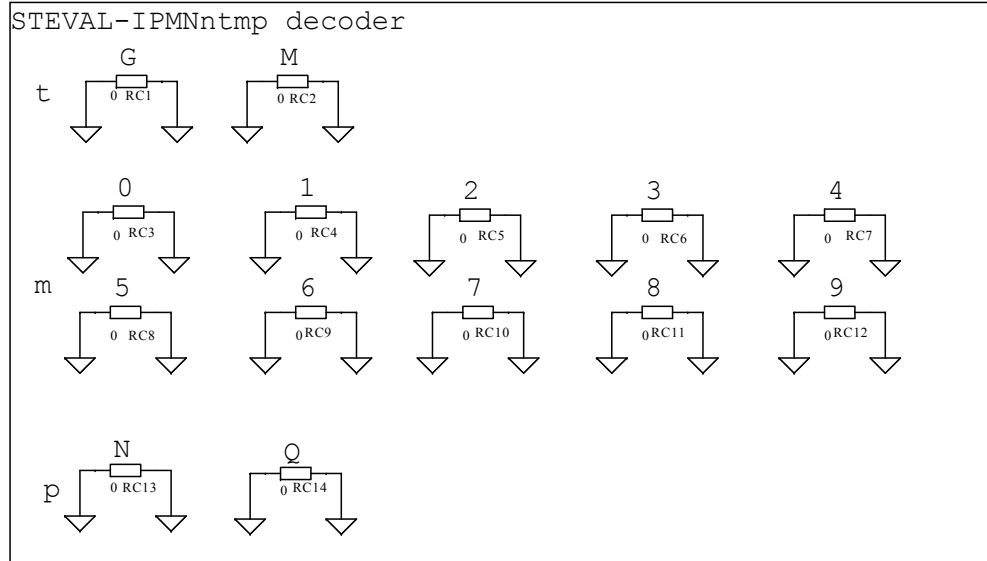 STEVAL-IPMNntmp decoder
G M
t
0 RC1 0 RC2
0 1 2 3 4
0 RC3 0 RC4 0 RC5 0 RC6 0 RC7
m
5 6 7 8 9
0 RC8 0 RC9 0 RC10 0 RC11 0 RC12
N Q
p
0 RC13 0 RC14